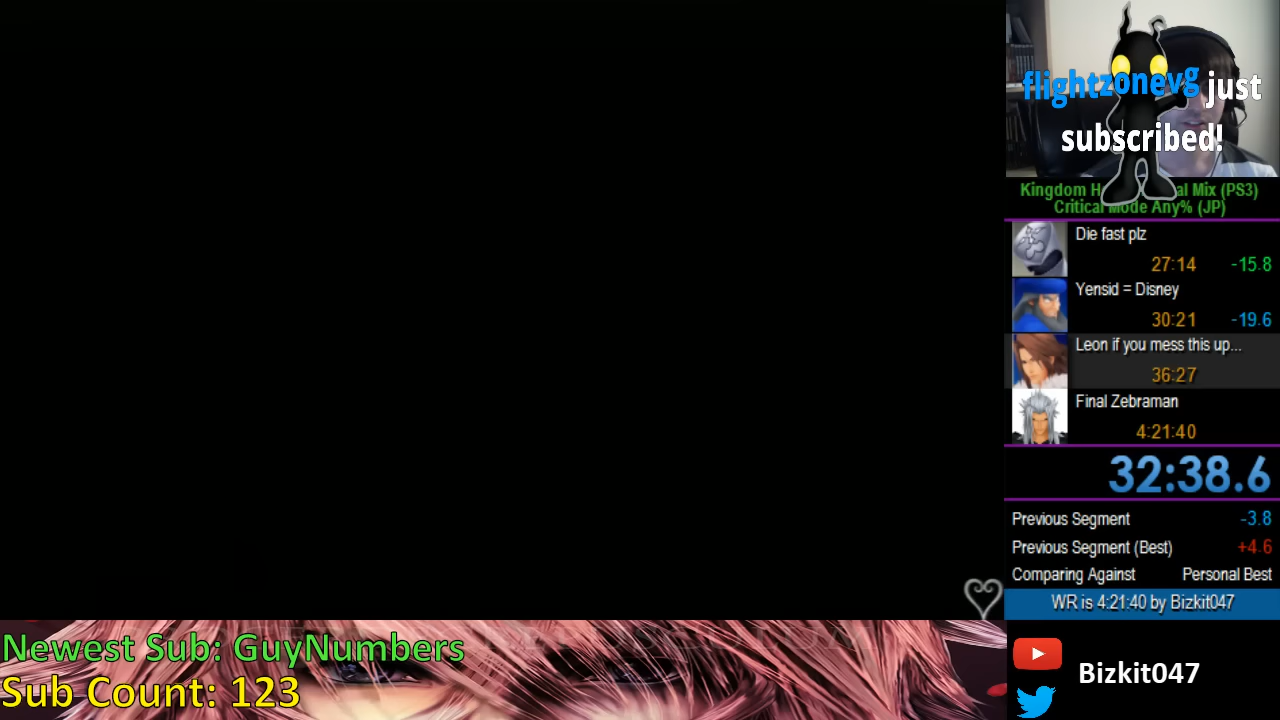 flightzonevg just
subscribed!
Kingdom H al Mix (PS3)
Critical Mode Any% (JP)
Die fast plz
27:14 -15.8
Yensid = Disney
30:21 -19.6
Leon if you mess this up...
36:27
Final Zebraman
4:21:40
32:38.6
Previous Segment -3.8
Previous Segment (Best) +4.6
Comparing Against Personal Best
WR is 4:21:40 by Bizkit047
Newest Sub: GuyNumbers
Sub Count: 123
Bizkit047